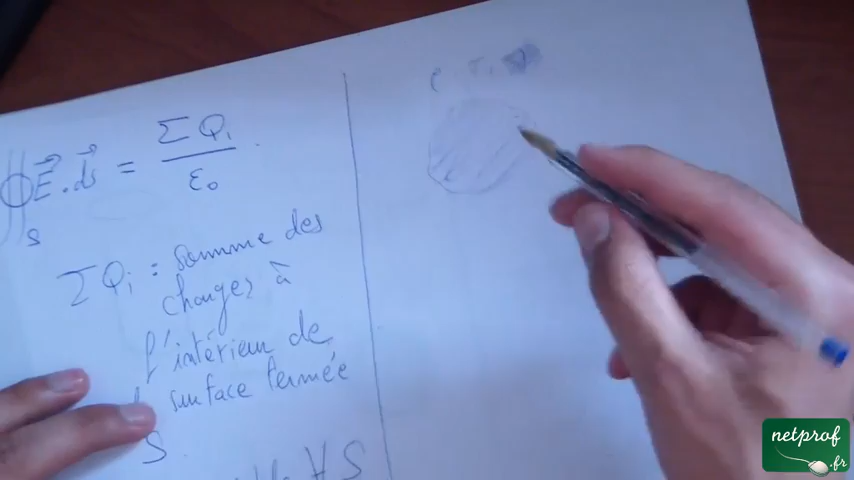 ∯ E⃗.ds⃗ = ΣQi / ε₀
S
ΣQi : somme des
charges à
l'intérieur de
surface fermée
S
∀ S
netprof
.fr